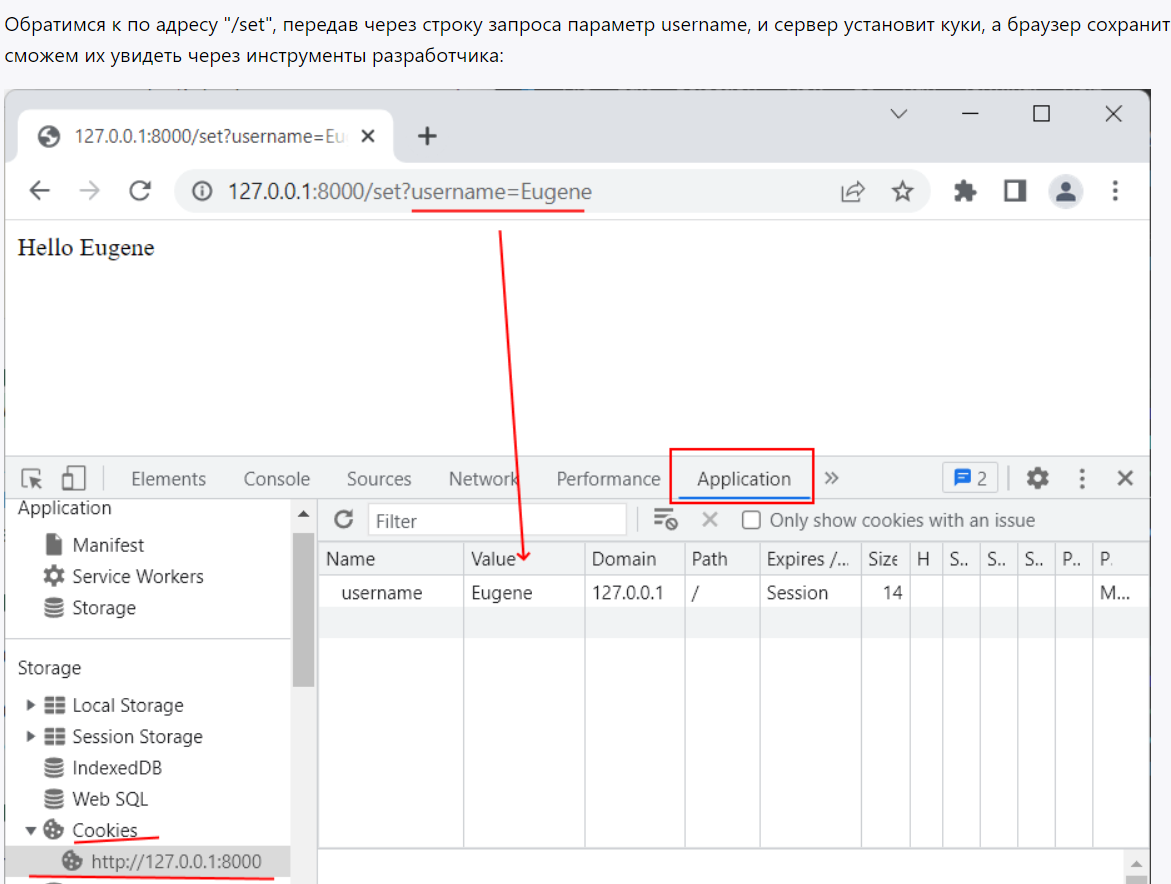 Обратимся к по адресу "/set", передав через строку запроса параметр username, и сервер установит куки, а браузер сохранит
сможем их увидеть через инструменты разработчика:
127.0.0.1:8000/set?username=Eu
127.0.0.1:8000/set?username=Eugene
Hello Eugene
Elements Console Sources Network Performance Application 2
Application
Filter Only show cookies with an issue
Manifest
Service Workers
Storage
Name Value Domain Path Expires /... Size H S.. S.. S.. P.. P.
username Eugene 127.0.0.1 / Session 14 M...
Storage
Local Storage
Session Storage
IndexedDB
Web SQL
Cookies
http://127.0.0.1:8000